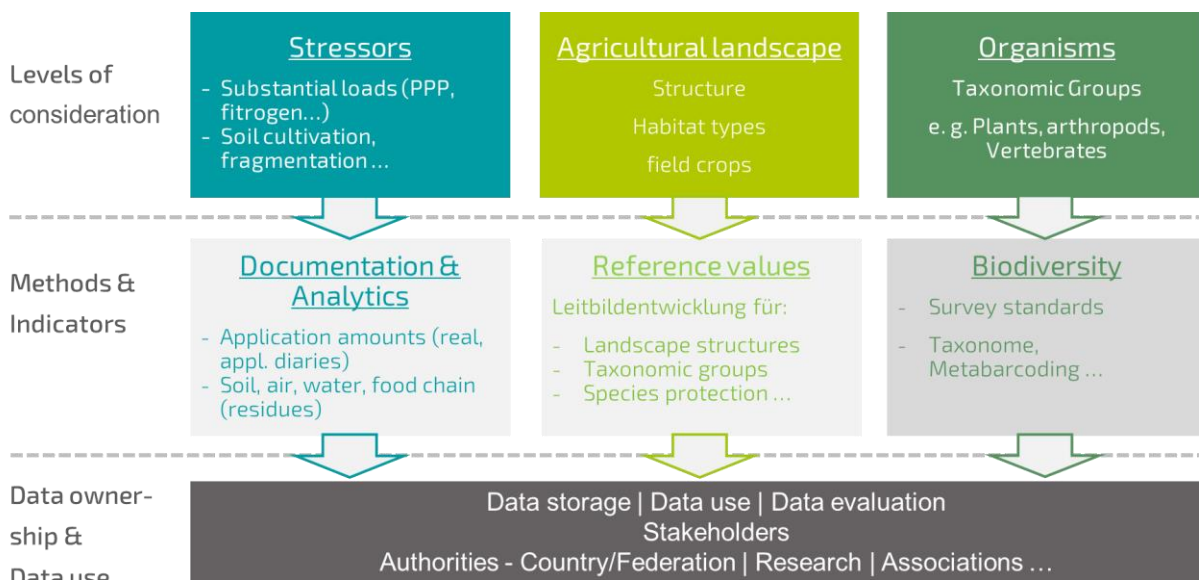 Levels of
consideration
Stressors
- Substantial loads (PPP,
fitrogen...)
- Soil cultivation,
fragmentation ...
Agricultural landscape
Structure
Habitat types
field crops
Organisms
Taxonomic Groups
e. g. Plants, arthropods,
Vertebrates
Methods &
Indicators
Documentation &
Analytics
- Application amounts (real,
appl. diaries)
- Soil, air, water, food chain
(residues)
Reference values
Leitbildentwicklung für:
- Landscape structures
- Taxonomic groups
- Species protection ...
Biodiversity
- Survey standards
- Taxonome,
Metabarcoding ...
Data owner-
ship &
Data use
Data storage | Data use | Data evaluation
Stakeholders
Authorities - Country/Federation | Research | Associations ...